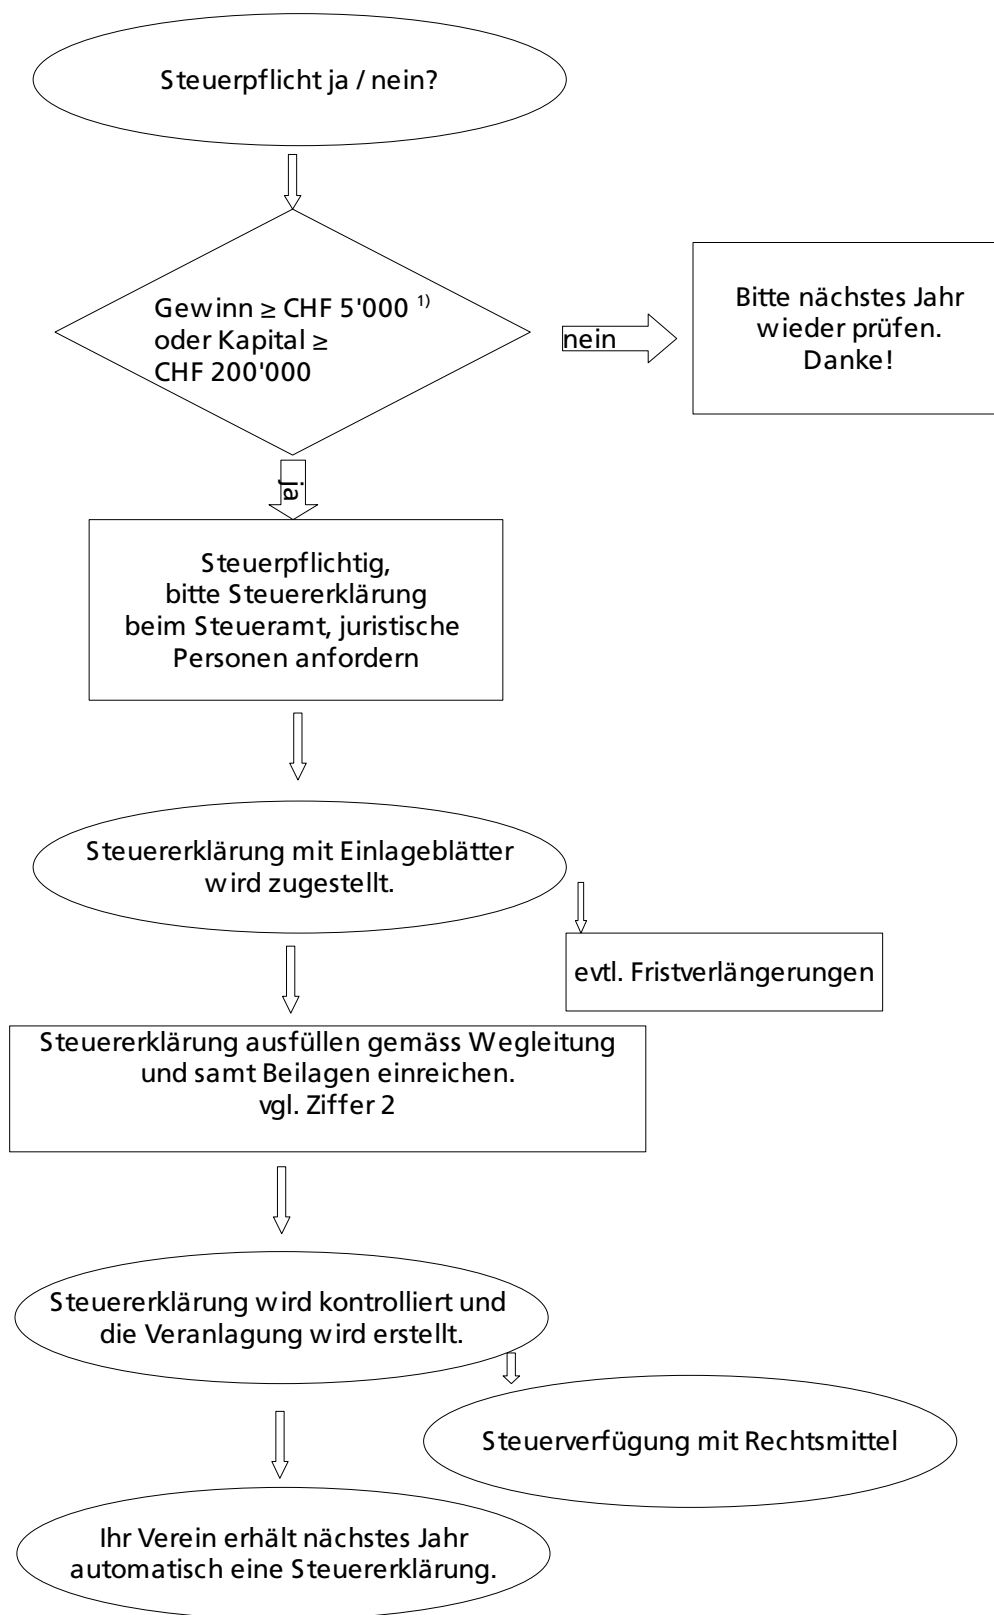 Steuerpflicht ja / nein?
Gewinn ≥ CHF 5'000 ¹⁾
oder Kapital ≥
CHF 200'000
nein
Bitte nächstes Jahr
wieder prüfen.
Danke!
ja
Steuerpflichtig,
bitte Steuererklärung
beim Steueramt, juristische
Personen anfordern
Steuererklärung mit Einlageblätter
wird zugestellt.
evtl. Fristverlängerungen
Steuererklärung ausfüllen gemäss Wegleitung
und samt Beilagen einreichen.
vgl. Ziffer 2
Steuererklärung wird kontrolliert und
die Veranlagung wird erstellt.
Steuerverfügung mit Rechtsmittel
Ihr Verein erhält nächstes Jahr
automatisch eine Steuererklärung.